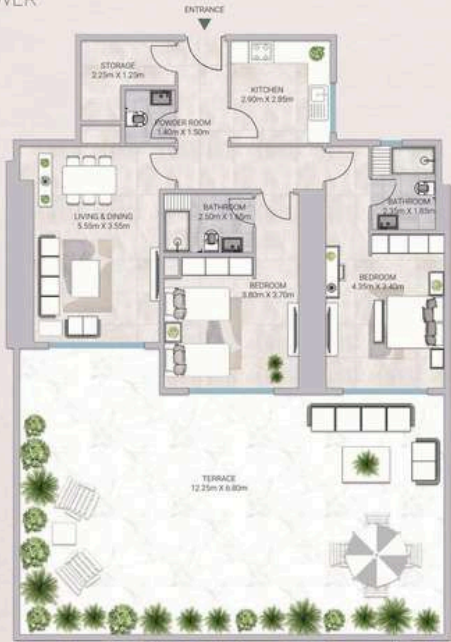 ENTRANCE
STORAGE
2.25m X 1.25m
KITCHEN
2.90m X 2.85m
POWDER ROOM
1.40m X 1.50m
LIVING & DINING
5.55m X 3.55m
BATHROOM
2.50m X 1.65m
BATHROOM
2.35m X 1.85m
BEDROOM
3.80m X 3.70m
BEDROOM
4.35m X 3.40m
TERRACE
12.25m X 6.80m